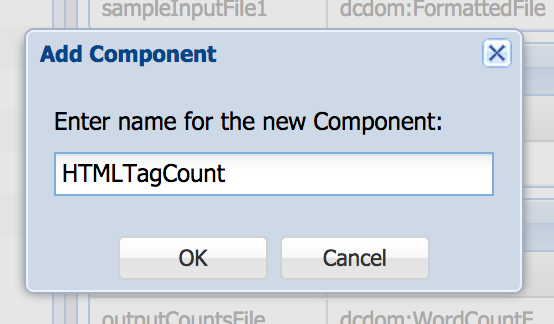 sampleInputFile1 dcdom:FormattedFile
Add Component
Enter name for the new Component:
HTMLTagCount
OK Cancel
outputCountsFile dcdom:WordCountF